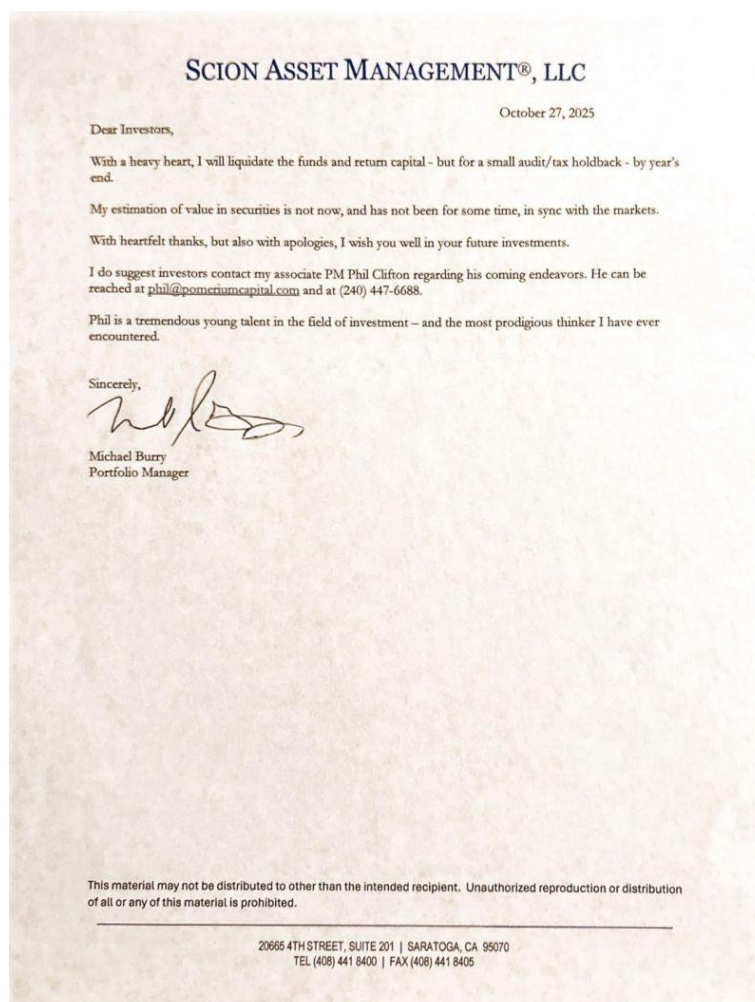 SCION ASSET MANAGEMENT®, LLC
October 27, 2025
Dear Investors,
With a heavy heart, I will liquidate the funds and return capital - but for a small audit/tax holdback - by year's
end.
My estimation of value in securities is not now, and has not been for some time, in sync with the markets.
With heartfelt thanks, but also with apologies, I wish you well in your future investments.
I do suggest investors contact my associate PM Phil Clifton regarding his coming endeavors. He can be
reached at phil@pomeriumcapital.com and at (240) 447-6688.
Phil is a tremendous young talent in the field of investment – and the most prodigious thinker I have ever
encountered.
Sincerely,
Michael Burry
Portfolio Manager
This material may not be distributed to other than the intended recipient. Unauthorized reproduction or distribution
of all or any of this material is prohibited.
20665 4TH STREET, SUITE 201 | SARATOGA, CA 95070
TEL (408) 441 8400 | FAX (408) 441 8405